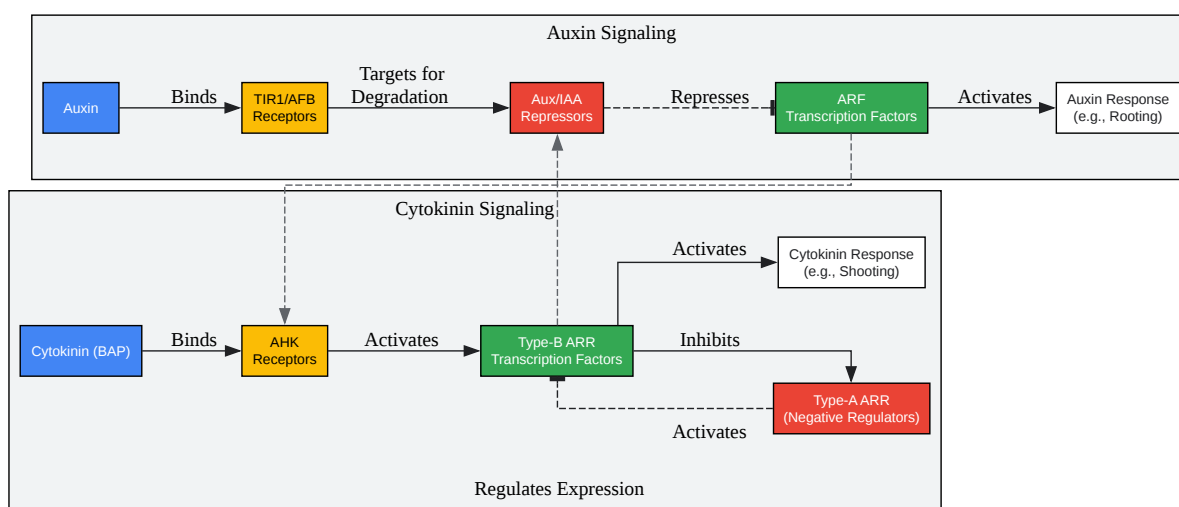 Auxin Signaling
Auxin
Binds
TIR1/AFB
Receptors
Targets for
Degradation
Aux/IAA
Repressors
Represses
ARF
Transcription Factors
Activates
Auxin Response
(e.g., Rooting)
Cytokinin Signaling
Activates
Cytokinin Response
(e.g., Shooting)
Cytokinin (BAP)
Binds
AHK
Receptors
Activates
Type-B ARR
Transcription Factors
Inhibits
Type-A ARR
(Negative Regulators)
Activates
Regulates Expression